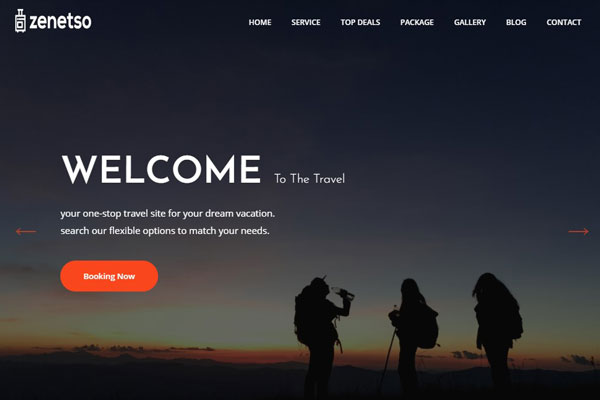 zenetso
HOME SERVICE TOP DEALS PACKAGE GALLERY BLOG CONTACT
WELCOME To The Travel
your one-stop travel site for your dream vacation.
search our flexible options to match your needs.
Booking Now